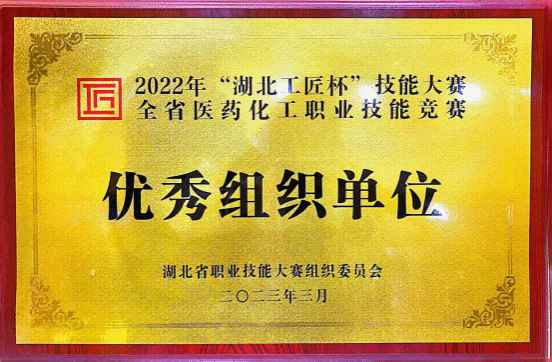 2022年“湖北工匠杯”技能大赛
全省医药化工职业技能竞赛
优秀组织单位
湖北省职业技能大赛组织委员会
二〇二三年三月